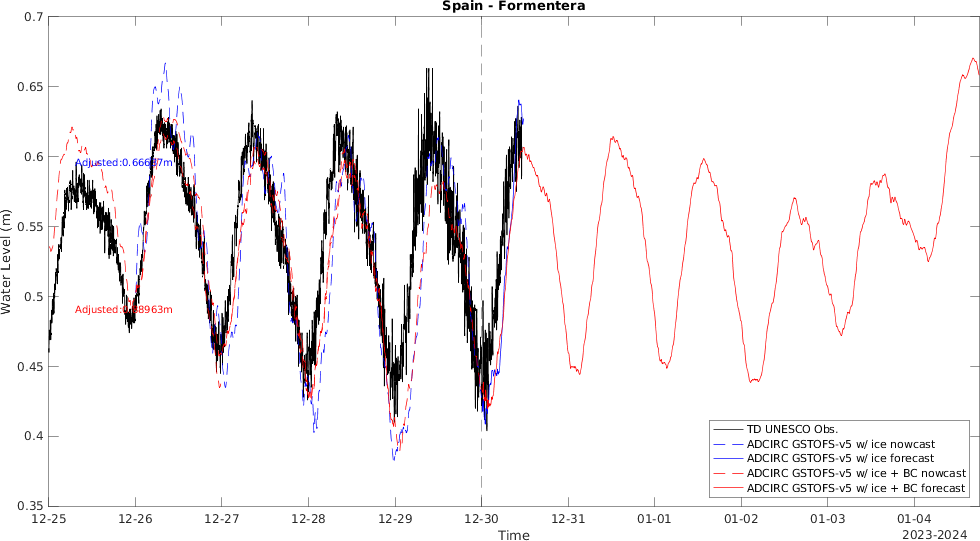 Spain - Formentera
0.7
0.65
0.6
0.55
0.5
0.45
0.4
0.35
Water Level (m)
Adjusted:0.66667m
TD UNESCO Obs.
ADCIRC GSTOFS-v5 w/ ice nowcast
ADCIRC GSTOFS-v5 w/ ice forecast
ADCIRC GSTOFS-v5 w/ ice + BC nowcast
ADCIRC GSTOFS-v5 w/ ice + BC forecast
12-25 12-26 12-27 12-28 12-29 12-30 12-31 01-01 01-02 01-03 01-04
Time
2023-2024